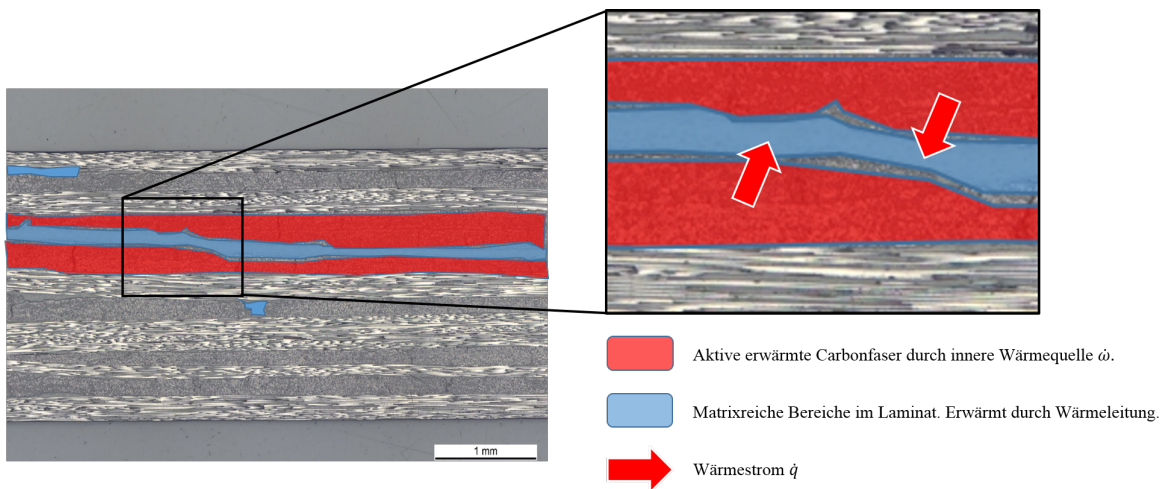 1 mm
Aktive erwärmte Carbonfaser durch innere Wärmequelle ω̇.
Matrixreiche Bereiche im Laminat. Erwärmt durch Wärmeleitung.
Wärmestrom q̇